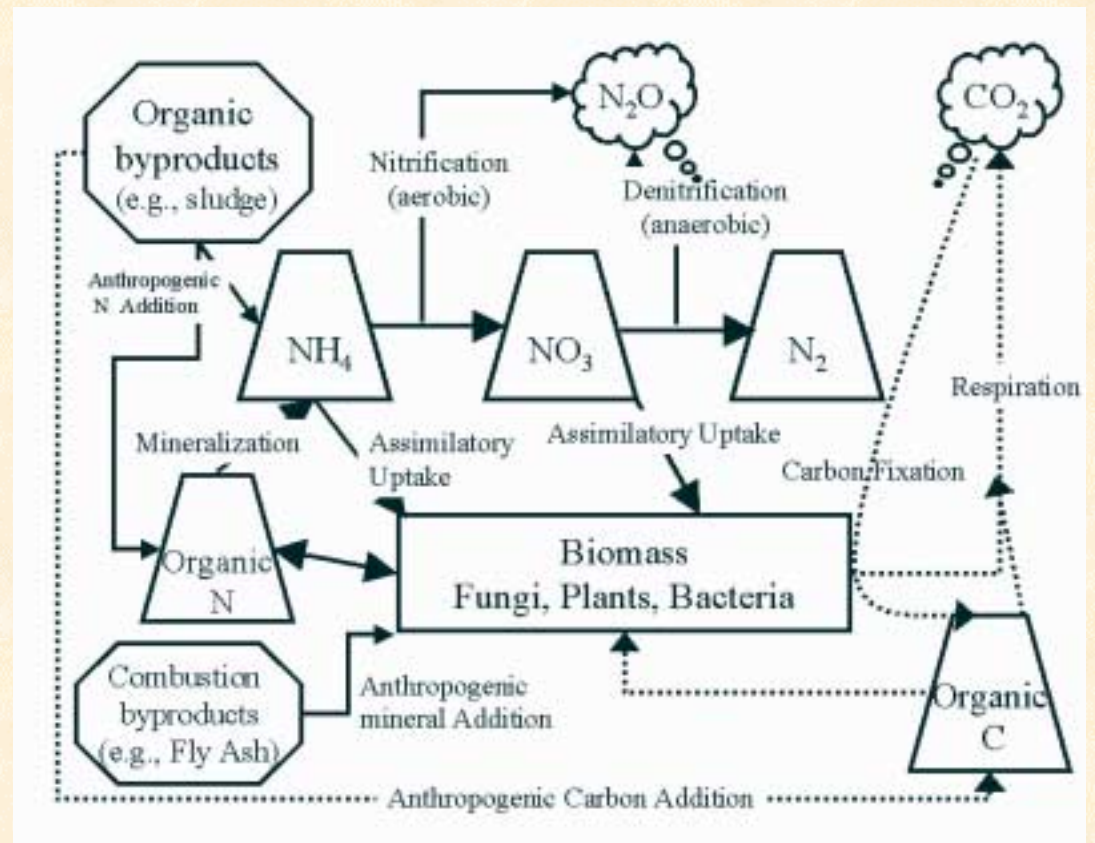 Organic
byproducts
(e.g., sludge)
N₂O
CO₂
Nitrification
(aerobic)
Denitrification
(anaerobic)
Anthropogenic
N Addition
NH₄
NO₃
N₂
Respiration
Mineralization
Assimilatory
Uptake
Assimilatory Uptake
Carbon Fixation
Organic
N
Biomass
Fungi, Plants, Bacteria
Combustion
byproducts
(e.g., Fly Ash)
Anthropogenic
mineral Addition
Organic
C
Anthropogenic Carbon Addition